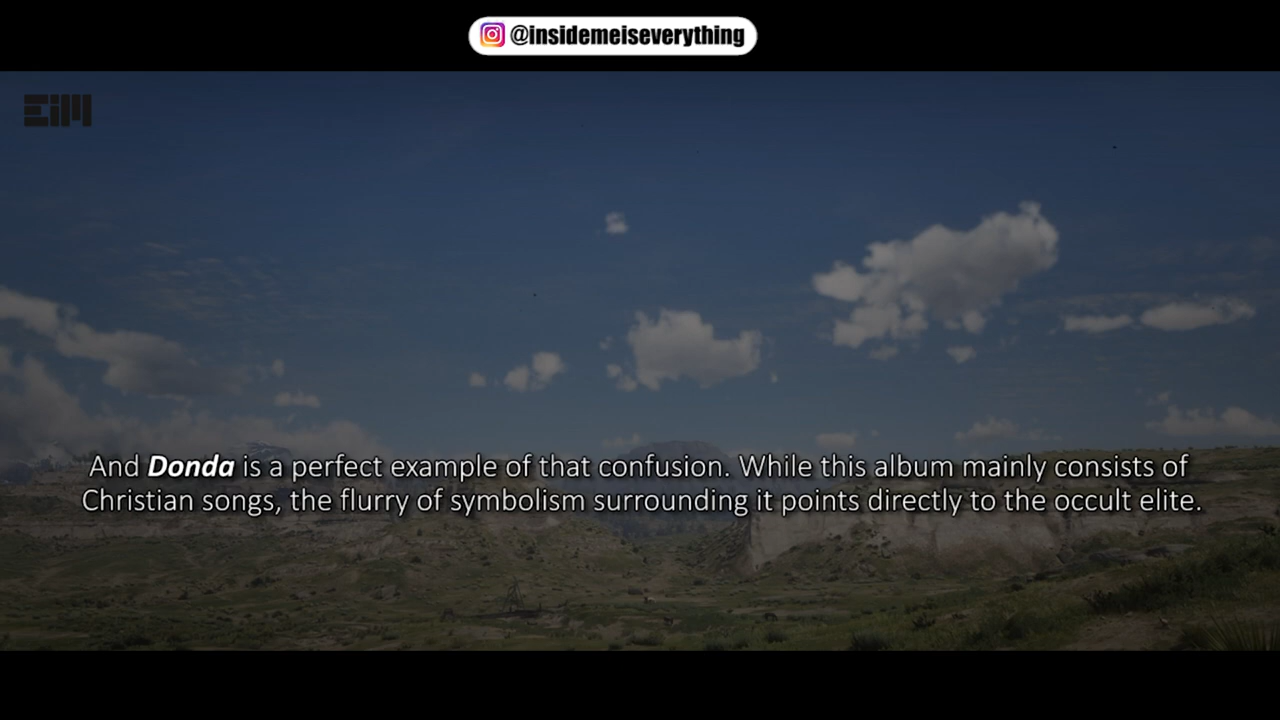 @insidemeiseverything
EiM
And Donda is a perfect example of that confusion. While this album mainly consists of
Christian songs, the flurry of symbolism surrounding it points directly to the occult elite.